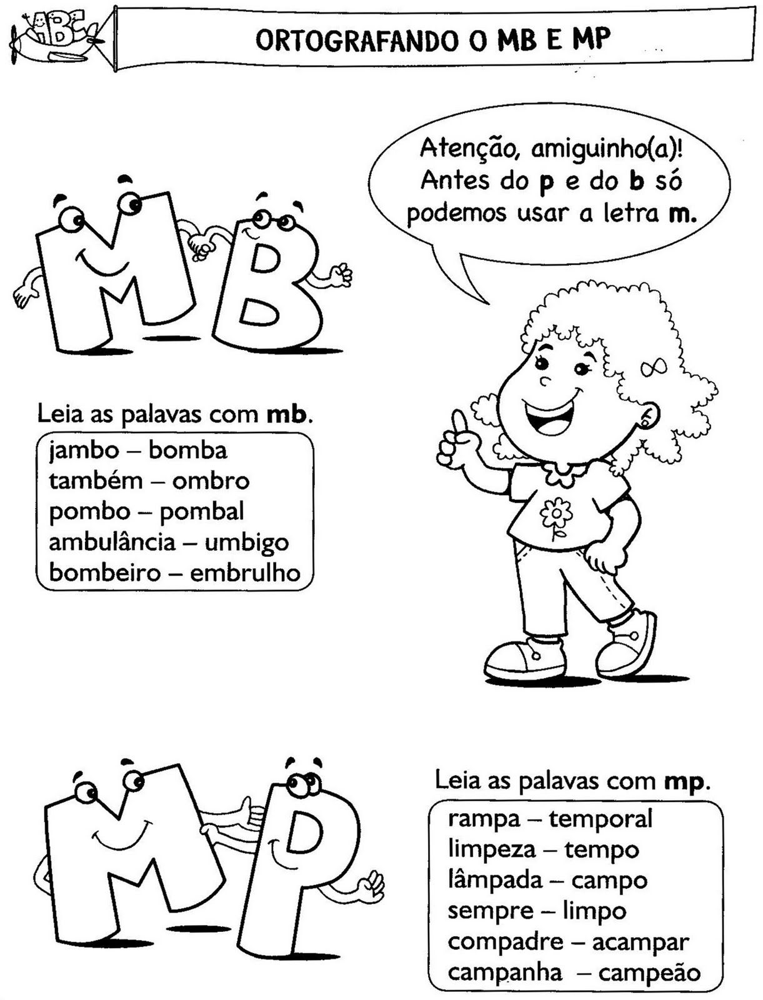 ABC
ORTOGRAFANDO O MB E MP
Atenção, amiguinho(a)!
Antes do p e do b só
podemos usar a letra m.
MB
Leia as palavas com mb.
jambo – bomba
também – ombro
pombo – pombal
ambulância – umbigo
bombeiro – embrulho
MP
Leia as palavas com mp.
rampa – temporal
limpeza – tempo
lâmpada – campo
sempre – limpo
compadre – acampar
campanha – campeão